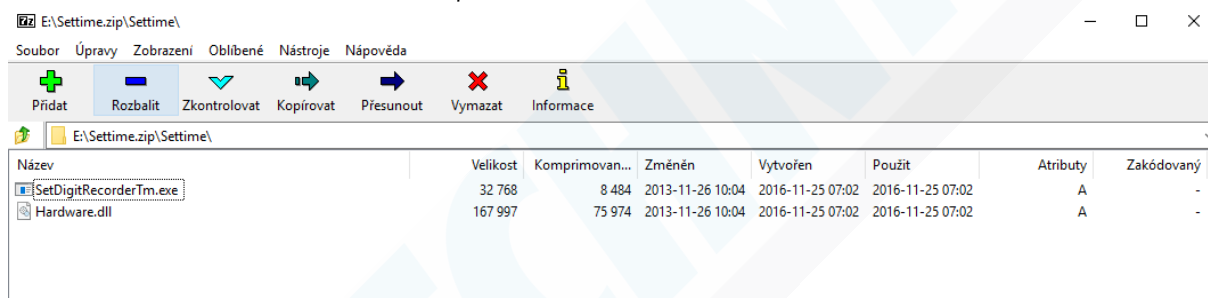 E:\Settime.zip\Settime\
Soubor Úpravy Zobrazení Oblíbené Nástroje Nápověda
Přidat Rozbalit Zkontrolovat Kopírovat Přesunout Vymazat Informace
E:\Settime.zip\Settime\
Název Velikost Komprimovan... Změněn Vytvořen Použit Atributy Zakódovaný
SetDigitRecorderTm.exe 32 768 8 484 2013-11-26 10:04 2016-11-25 07:02 2016-11-25 07:02 A -
Hardware.dll 167 997 75 974 2013-11-26 10:04 2016-11-25 07:02 2016-11-25 07:02 A -